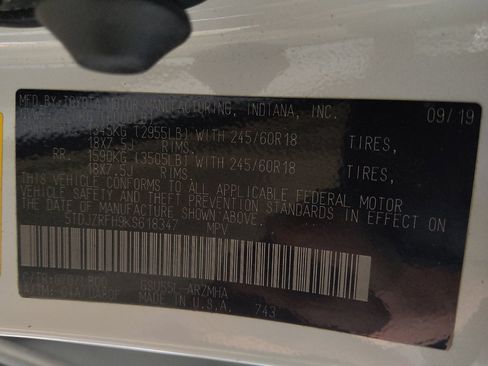 MFD.BY:TOYOTA MOTOR MANUFACTURING, INDIANA, INC. 09/19
1345KG (2955LB) WITH 245/60R18 TIRES,
18X7.5J RIMS,
RR. 1590KG (3505LB) WITH 245/60R18 TIRES,
18X7.5J RIMS.
THIS VEHICLE CONFORMS TO ALL APPLICABLE FEDERAL MOTOR
VEHICLE SAFETY AND THEFT PREVENTION STANDARDS IN EFFECT ON
THE DATE OF MANUFACTURE SHOWN ABOVE.
5TDJZRFH9KS618347 MPV
GSU55L-ARZMHA
MADE IN U.S.A. 743